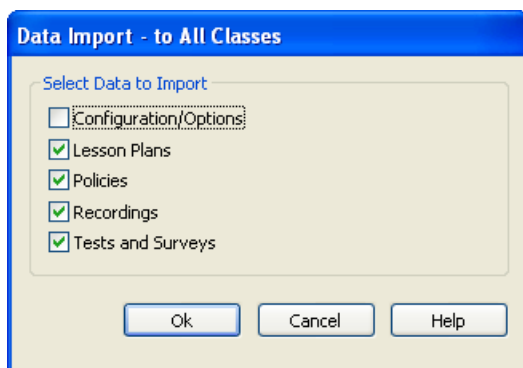 Data Import - to All Classes
Select Data to Import
Configuration/Options
Lesson Plans
Policies
Recordings
Tests and Surveys
Ok Cancel Help